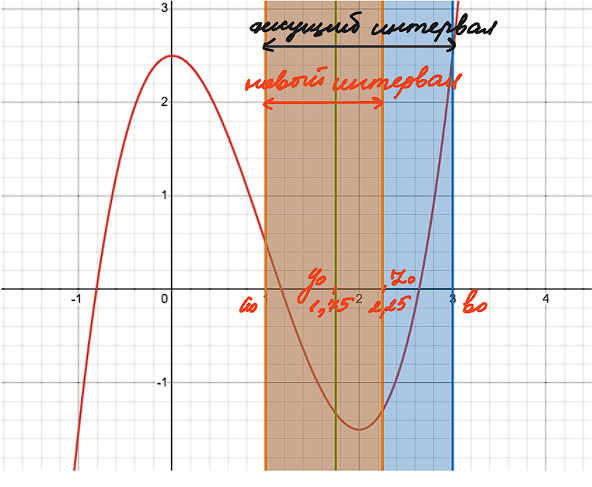 3
текущий интервал
новый интервал
2
1
y₀ z₀
-1 0 1 2 3 4
a₀ 1,75 2,25 b₀
-1